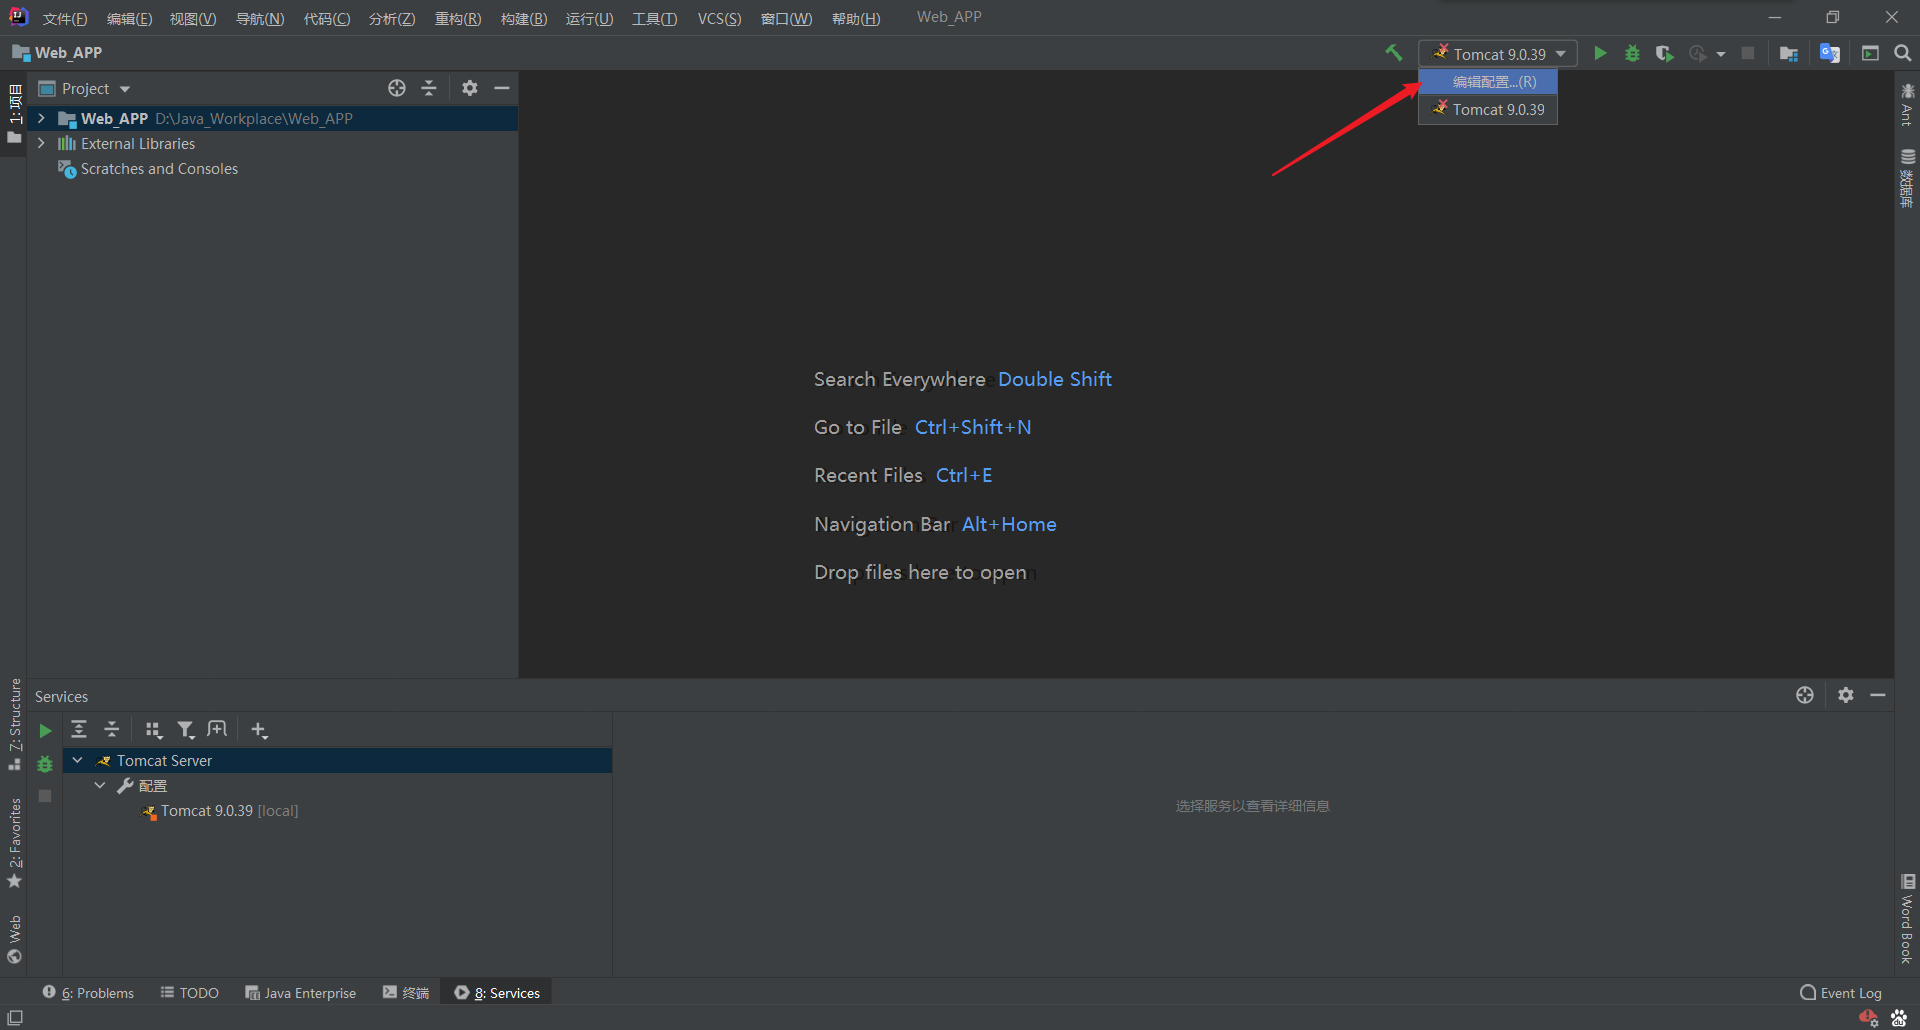 文件(F) 编辑(E) 视图(V) 导航(N) 代码(C) 分析(Z) 重构(R) 构建(B) 运行(U) 工具(T) VCS(S) 窗口(W) 帮助(H) Web_APP
Web_APP
Tomcat 9.0.39
编辑配置...(R)
Tomcat 9.0.39
Project
Web_APP D:\Java_Workplace\Web_APP
External Libraries
Scratches and Consoles
1: 项目
Ant
数据库
Search Everywhere Double Shift
Go to File Ctrl+Shift+N
Recent Files Ctrl+E
Navigation Bar Alt+Home
Drop files here to open
7: Structure
2: Favorites
Web
Services
Tomcat Server
配置
Tomcat 9.0.39 [local]
选择服务以查看详细信息
Word Book
6: Problems TODO Java Enterprise 终端 8: Services Event Log